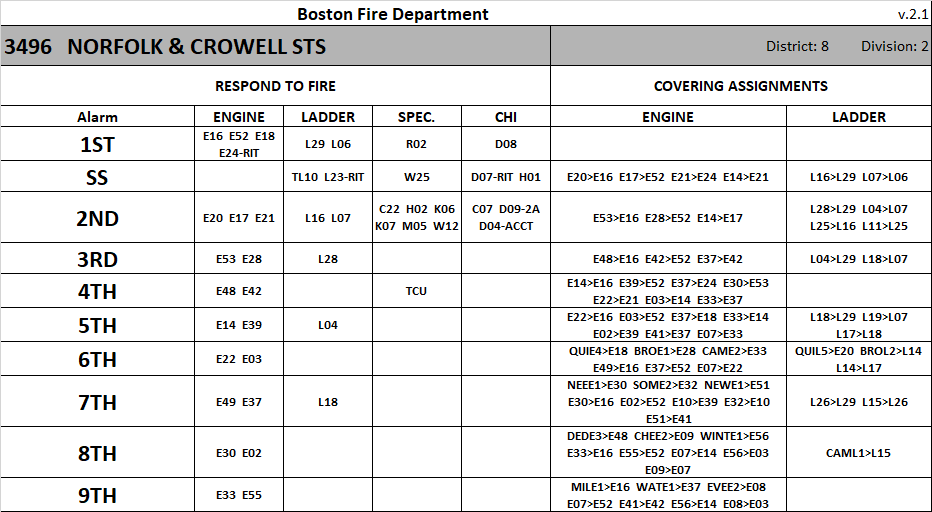 Boston Fire Department v.2.1
3496 NORFOLK & CROWELL STS District: 8 Division: 2
RESPOND TO FIRE COVERING ASSIGNMENTS
Alarm ENGINE LADDER SPEC. CHI ENGINE LADDER
1ST E16 E52 E18 L29 L06 R02 D08
E24-RIT
SS TL10 L23-RIT W25 D07-RIT H01 E20>E16 E17>E52 E21>E24 E14>E21 L16>L29 L07>L06
2ND E20 E17 E21 L16 L07 C22 H02 K06 C07 D09-2A E53>E16 E28>E52 E14>E17 L28>L29 L04>L07
K07 M05 W12 D04-ACCT L25>L16 L11>L25
3RD E53 E28 L28 E48>E16 E42>E52 E37>E42 L04>L29 L18>L07
4TH E48 E42 TCU E14>E16 E39>E52 E37>E24 E30>E53
E22>E21 E03>E14 E33>E37
5TH E14 E39 L04 E22>E16 E03>E52 E37>E18 E33>E14 L18>L29 L19>L07
E02>E39 E41>E37 E07>E33 L17>L18
6TH E22 E03 QUIE4>E18 BROE1>E28 CAME2>E33 QUIL5>E20 BROL2>L14
E49>E16 E37>E52 E07>E22 L14>L17
7TH E49 E37 L18 NEEE1>E30 SOME2>E32 NEWE1>E51
E30>E16 E02>E52 E10>E39 E32>E10 L26>L29 L15>L26
E51>E41
8TH E30 E02 DEDE3>E48 CHEE2>E09 WINTE1>E56
E33>E16 E55>E52 E07>E14 E56>E03 CAML1>L15
E09>E07
9TH E33 E55 MILE1>E16 WATE1>E37 EVEE2>E08
E07>E52 E41>E42 E56>E14 E08>E03